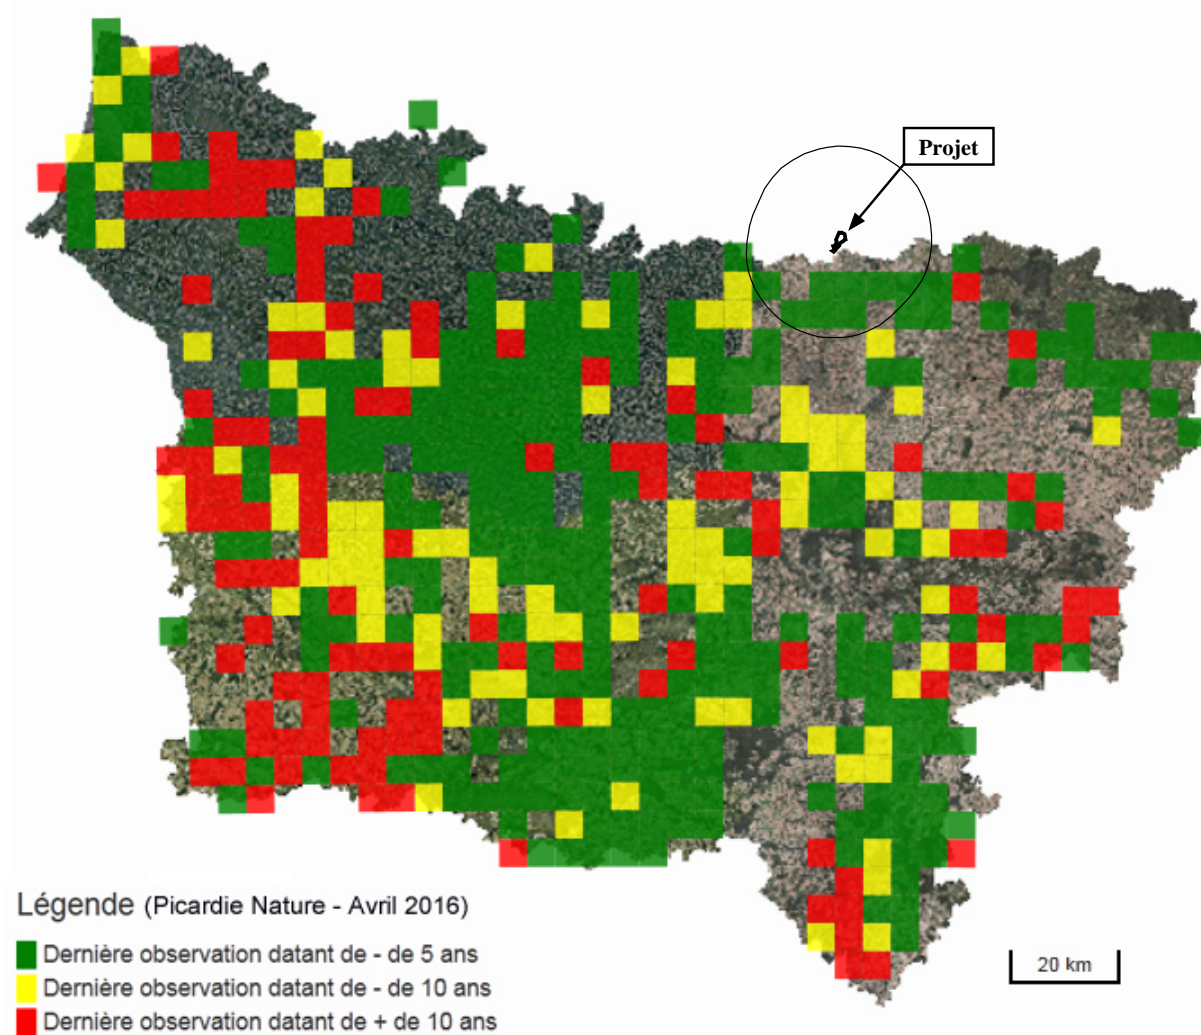 Projet
Légende (Picardie Nature - Avril 2016)
Dernière observation datant de - de 5 ans
Dernière observation datant de - de 10 ans
Dernière observation datant de + de 10 ans
20 km